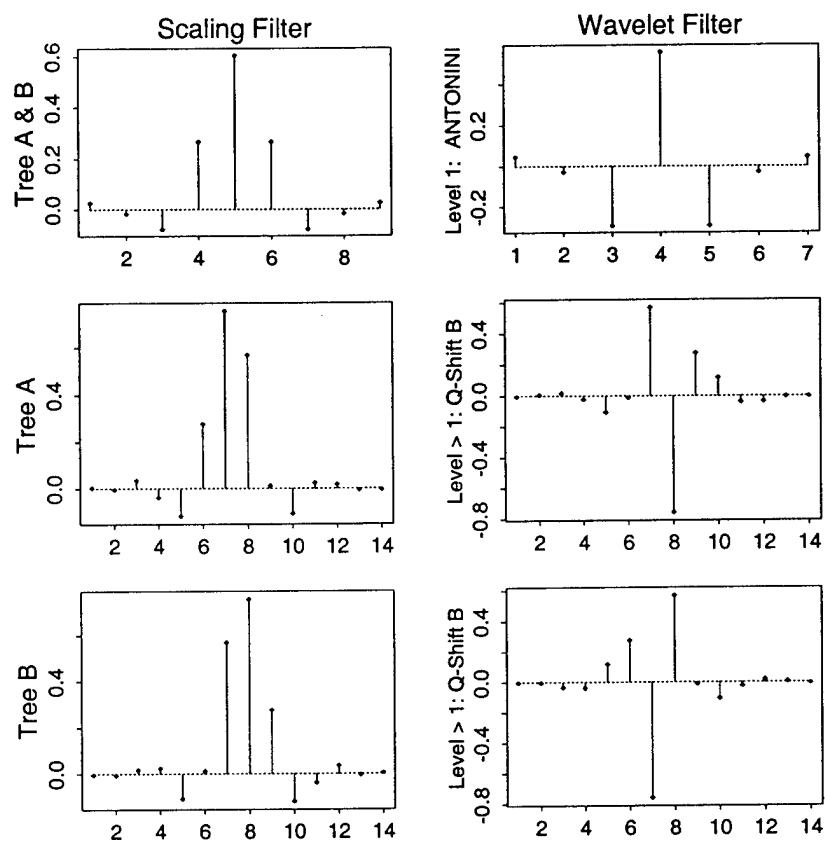 Scaling Filter
Wavelet Filter
Tree A & B
0.6
0.4
0.2
0.0
2 4 6 8
Level 1: ANTONINI
0.2
-0.2
1 2 3 4 5 6 7
Tree A
0.4
0.0
2 4 6 8 10 12 14
Level > 1: Q-Shift B
0.4
0.0
-0.4
-0.8
2 4 6 8 10 12 14
Tree B
0.4
0.0
2 4 6 8 10 12 14
Level > 1: Q-Shift B
0.4
0.0
-0.4
-0.8
2 4 6 8 10 12 14